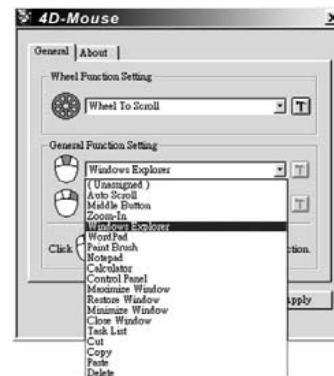 4D-Mouse
General
About
Wheel Function Setting
Wheel To Scroll
T
General Function Setting
Windows Explorer
T
( Unassigned )
Auto Scroll
Middle Button
Zoom-In
Windows Explorer
WordPad
Paint Brush
Notepad
Calculator
Control Panel
Maximize Window
Restore Window
Minimize Window
Close Window
Task List
Cut
Copy
Paste
Delete
T
Click
ction.
pply